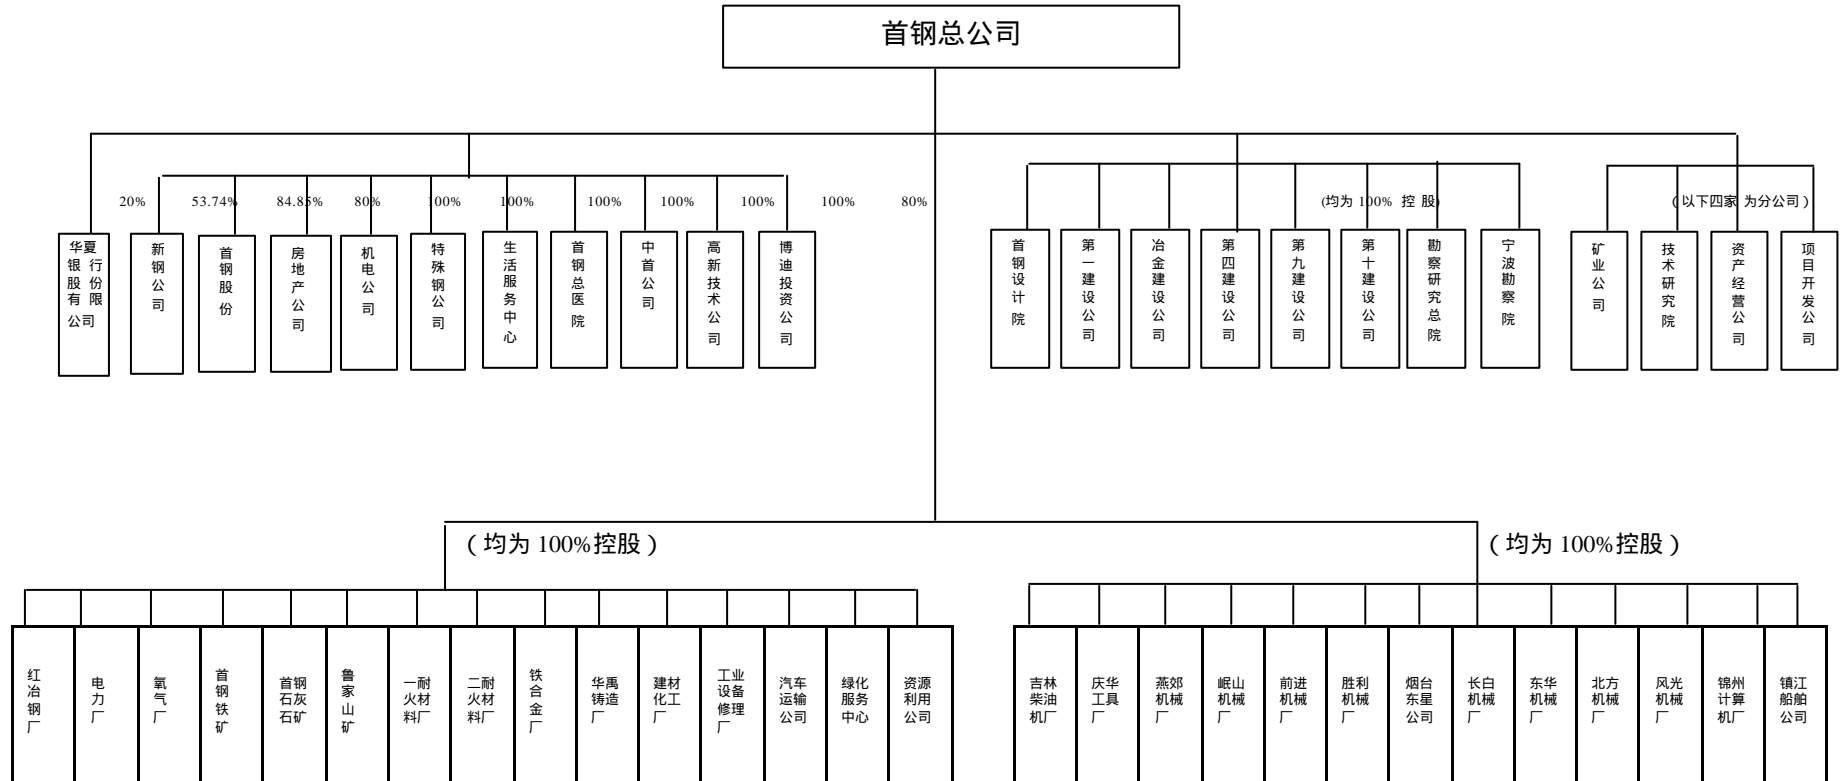 首钢总公司
20% 53.74% 84.85% 80% 100% 100% 100% 100% 100% 100% 80%
(均为 100% 控 股)
（以下四家 为分公司）
华夏银行股份有限公司
新钢公司
首钢股份
房地产公司
机电公司
特殊钢公司
生活服务中心
首钢总医院
中首公司
高新技术公司
博迪投资公司
首钢设计院
第一建设公司
冶金建设公司
第四建设公司
第九建设公司
第十建设公司
勘察研究总院
宁波勘察院
矿业公司
技术研究院
资产经营公司
项目开发公司
（均为 100%控股）
（均为 100%控股）
红冶钢厂
电力厂
氧气厂
首钢铁矿
首钢石灰石矿
鲁家山矿
一耐火材料厂
二耐火材料厂
铁合金厂
华禹铸造厂
建材化工厂
工业设备修理厂
汽车运输公司
绿化服务中心
资源利用公司
吉林柴油机厂
庆华工具厂
燕郊机械厂
岷山机械厂
前进机械厂
胜利机械厂
烟台东星公司
长白机械厂
东华机械厂
北方机械厂
风光机械厂
锦州计算机厂
镇江船舶公司